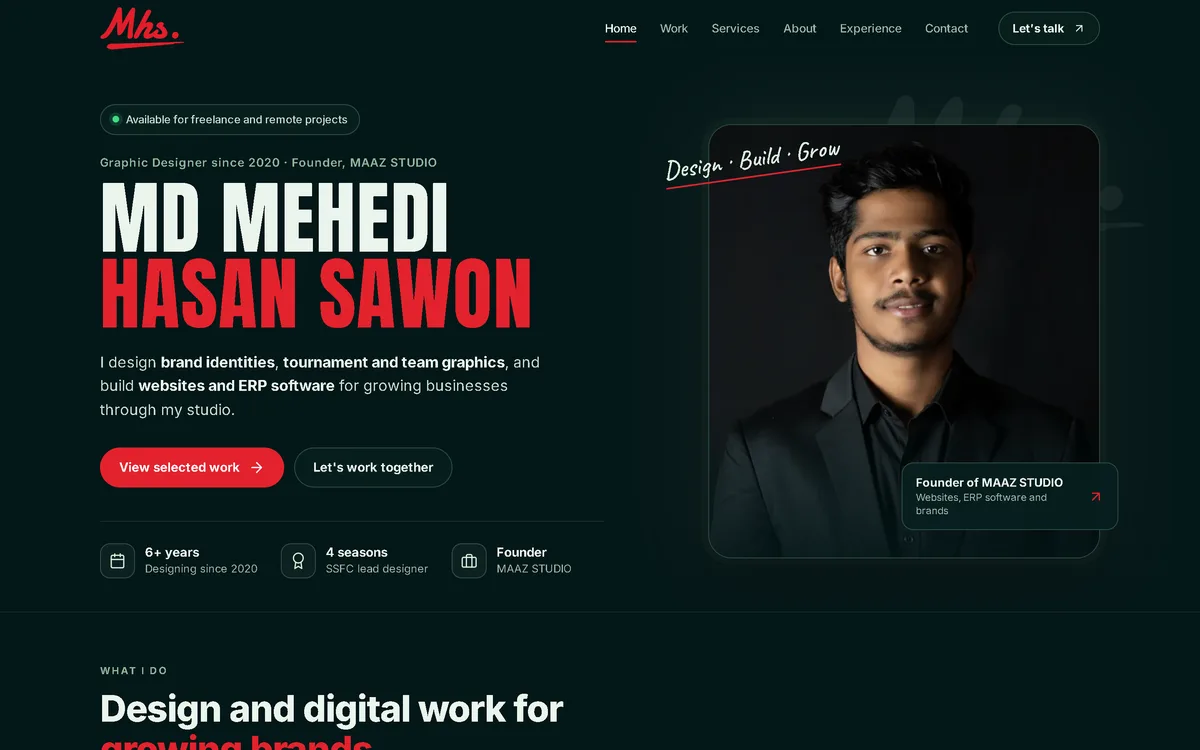 Mhs.
Home Work Services About Experience Contact Let's talk
Available for freelance and remote projects
Graphic Designer since 2020 · Founder, MAAZ STUDIO
MD MEHEDI
HASAN SAWON
I design brand identities, tournament and team graphics, and
build websites and ERP software for growing businesses
through my studio.
View selected work
Let's work together
6+ years
Designing since 2020
4 seasons
SSFC lead designer
Founder
MAAZ STUDIO
Design · Build · Grow
Founder of MAAZ STUDIO
Websites, ERP software and
brands
WHAT I DO
Design and digital work for
growing brands